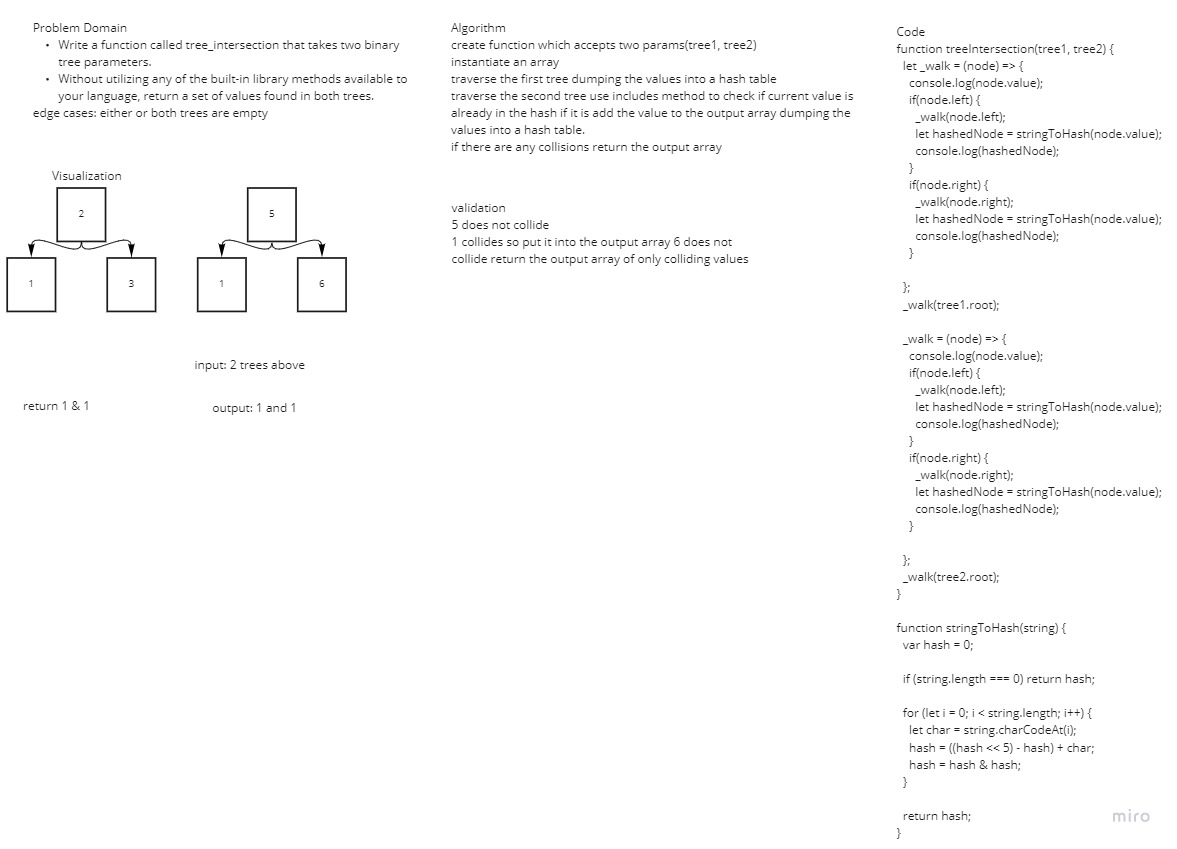 Problem Domain
• Write a function called tree_intersection that takes two binary
tree parameters.
• Without utilizing any of the built-in library methods available to
your language, return a set of values found in both trees.
edge cases: either or both trees are empty
Visualization
2
5
1
3
1
6
input: 2 trees above
return 1 & 1
output: 1 and 1
Algorithm
create function which accepts two params(tree1, tree2)
instantiate an array
traverse the first tree dumping the values into a hash table
traverse the second tree use includes method to check if current value is
already in the hash if it is add the value to the output array dumping the
values into a hash table.
if there are any collisions return the output array
validation
5 does not collide
1 collides so put it into the output array 6 does not
collide return the output array of only colliding values
Code
function treeIntersection(tree1, tree2) {
let _walk = (node) => {
console.log(node.value);
if(node.left) {
_walk(node.left);
let hashedNode = stringToHash(node.value);
console.log(hashedNode);
}
if(node.right) {
_walk(node.right);
let hashedNode = stringToHash(node.value);
console.log(hashedNode);
}
};
_walk(tree1.root);
_walk = (node) => {
console.log(node.value);
if(node.left) {
_walk(node.left);
let hashedNode = stringToHash(node.value);
console.log(hashedNode);
}
if(node.right) {
_walk(node.right);
let hashedNode = stringToHash(node.value);
console.log(hashedNode);
}
};
_walk(tree2.root);
}
function stringToHash(string) {
var hash = 0;
if (string.length === 0) return hash;
for (let i = 0; i < string.length; i++) {
let char = string.charCodeAt(i);
hash = ((hash << 5) - hash) + char;
hash = hash & hash;
}
return hash;
}
miro